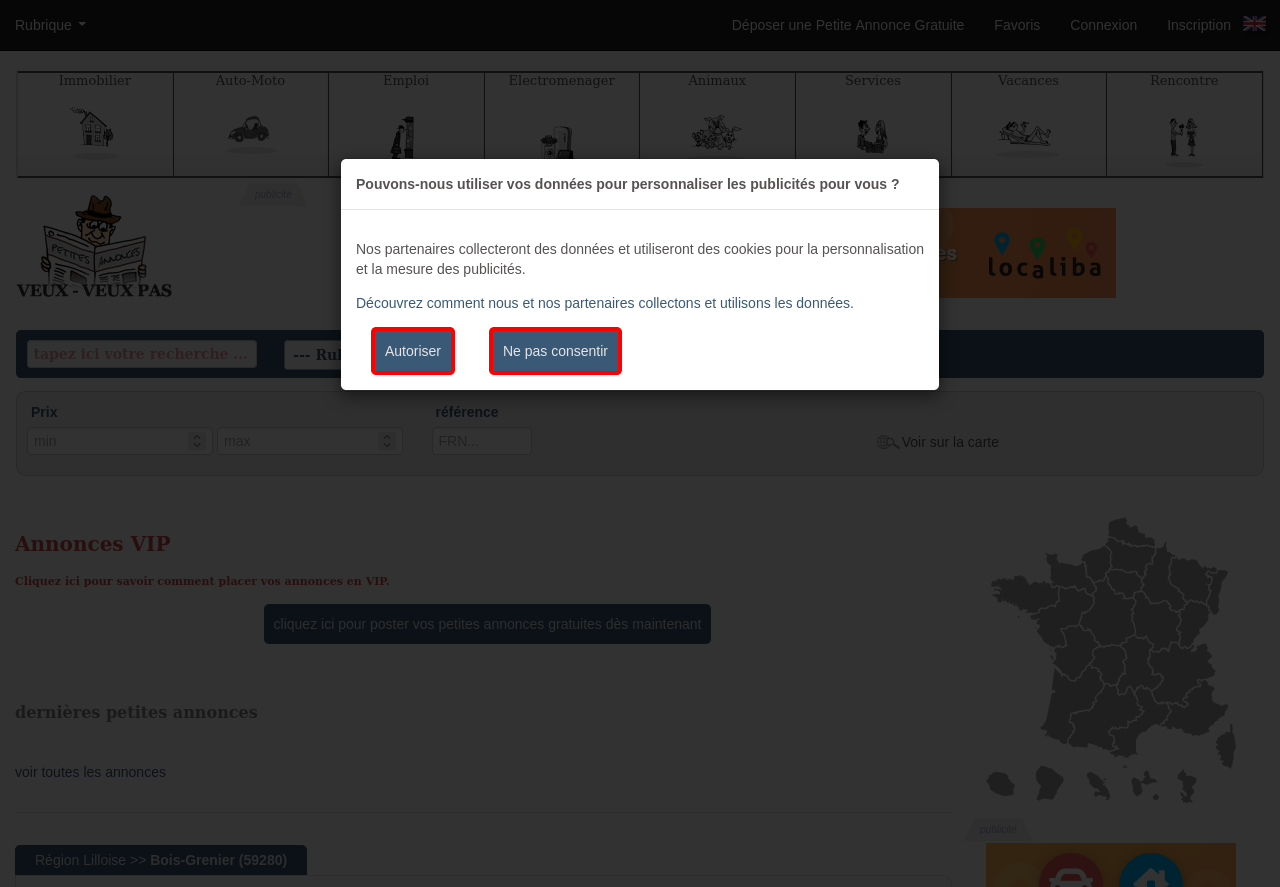 Rubrique
Déposer une Petite Annonce Gratuite
Favoris
Connexion
Inscription
Immobilier
Auto-Moto
Emploi
Electromenager
Animaux
Services
Vacances
Rencontre
publicité
Pouvons-nous utiliser vos données pour personnaliser les publicités pour vous ?
PETITES ANNONCES
VEUX - VEUX PAS
Nos partenaires collecteront des données et utiliseront des cookies pour la personnalisation
et la mesure des publicités.
es
localiba
Découvrez comment nous et nos partenaires collectons et utilisons les données.
Autoriser
Ne pas consentir
tapez ici votre recherche ...
--- Ru
Prix
référence
min
max
FRN...
Voir sur la carte
Annonces VIP
Cliquez ici pour savoir comment placer vos annonces en VIP.
cliquez ici pour poster vos petites annonces gratuites dès maintenant
dernières petites annonces
voir toutes les annonces
publicité
Région Lilloise >> Bois-Grenier (59280)